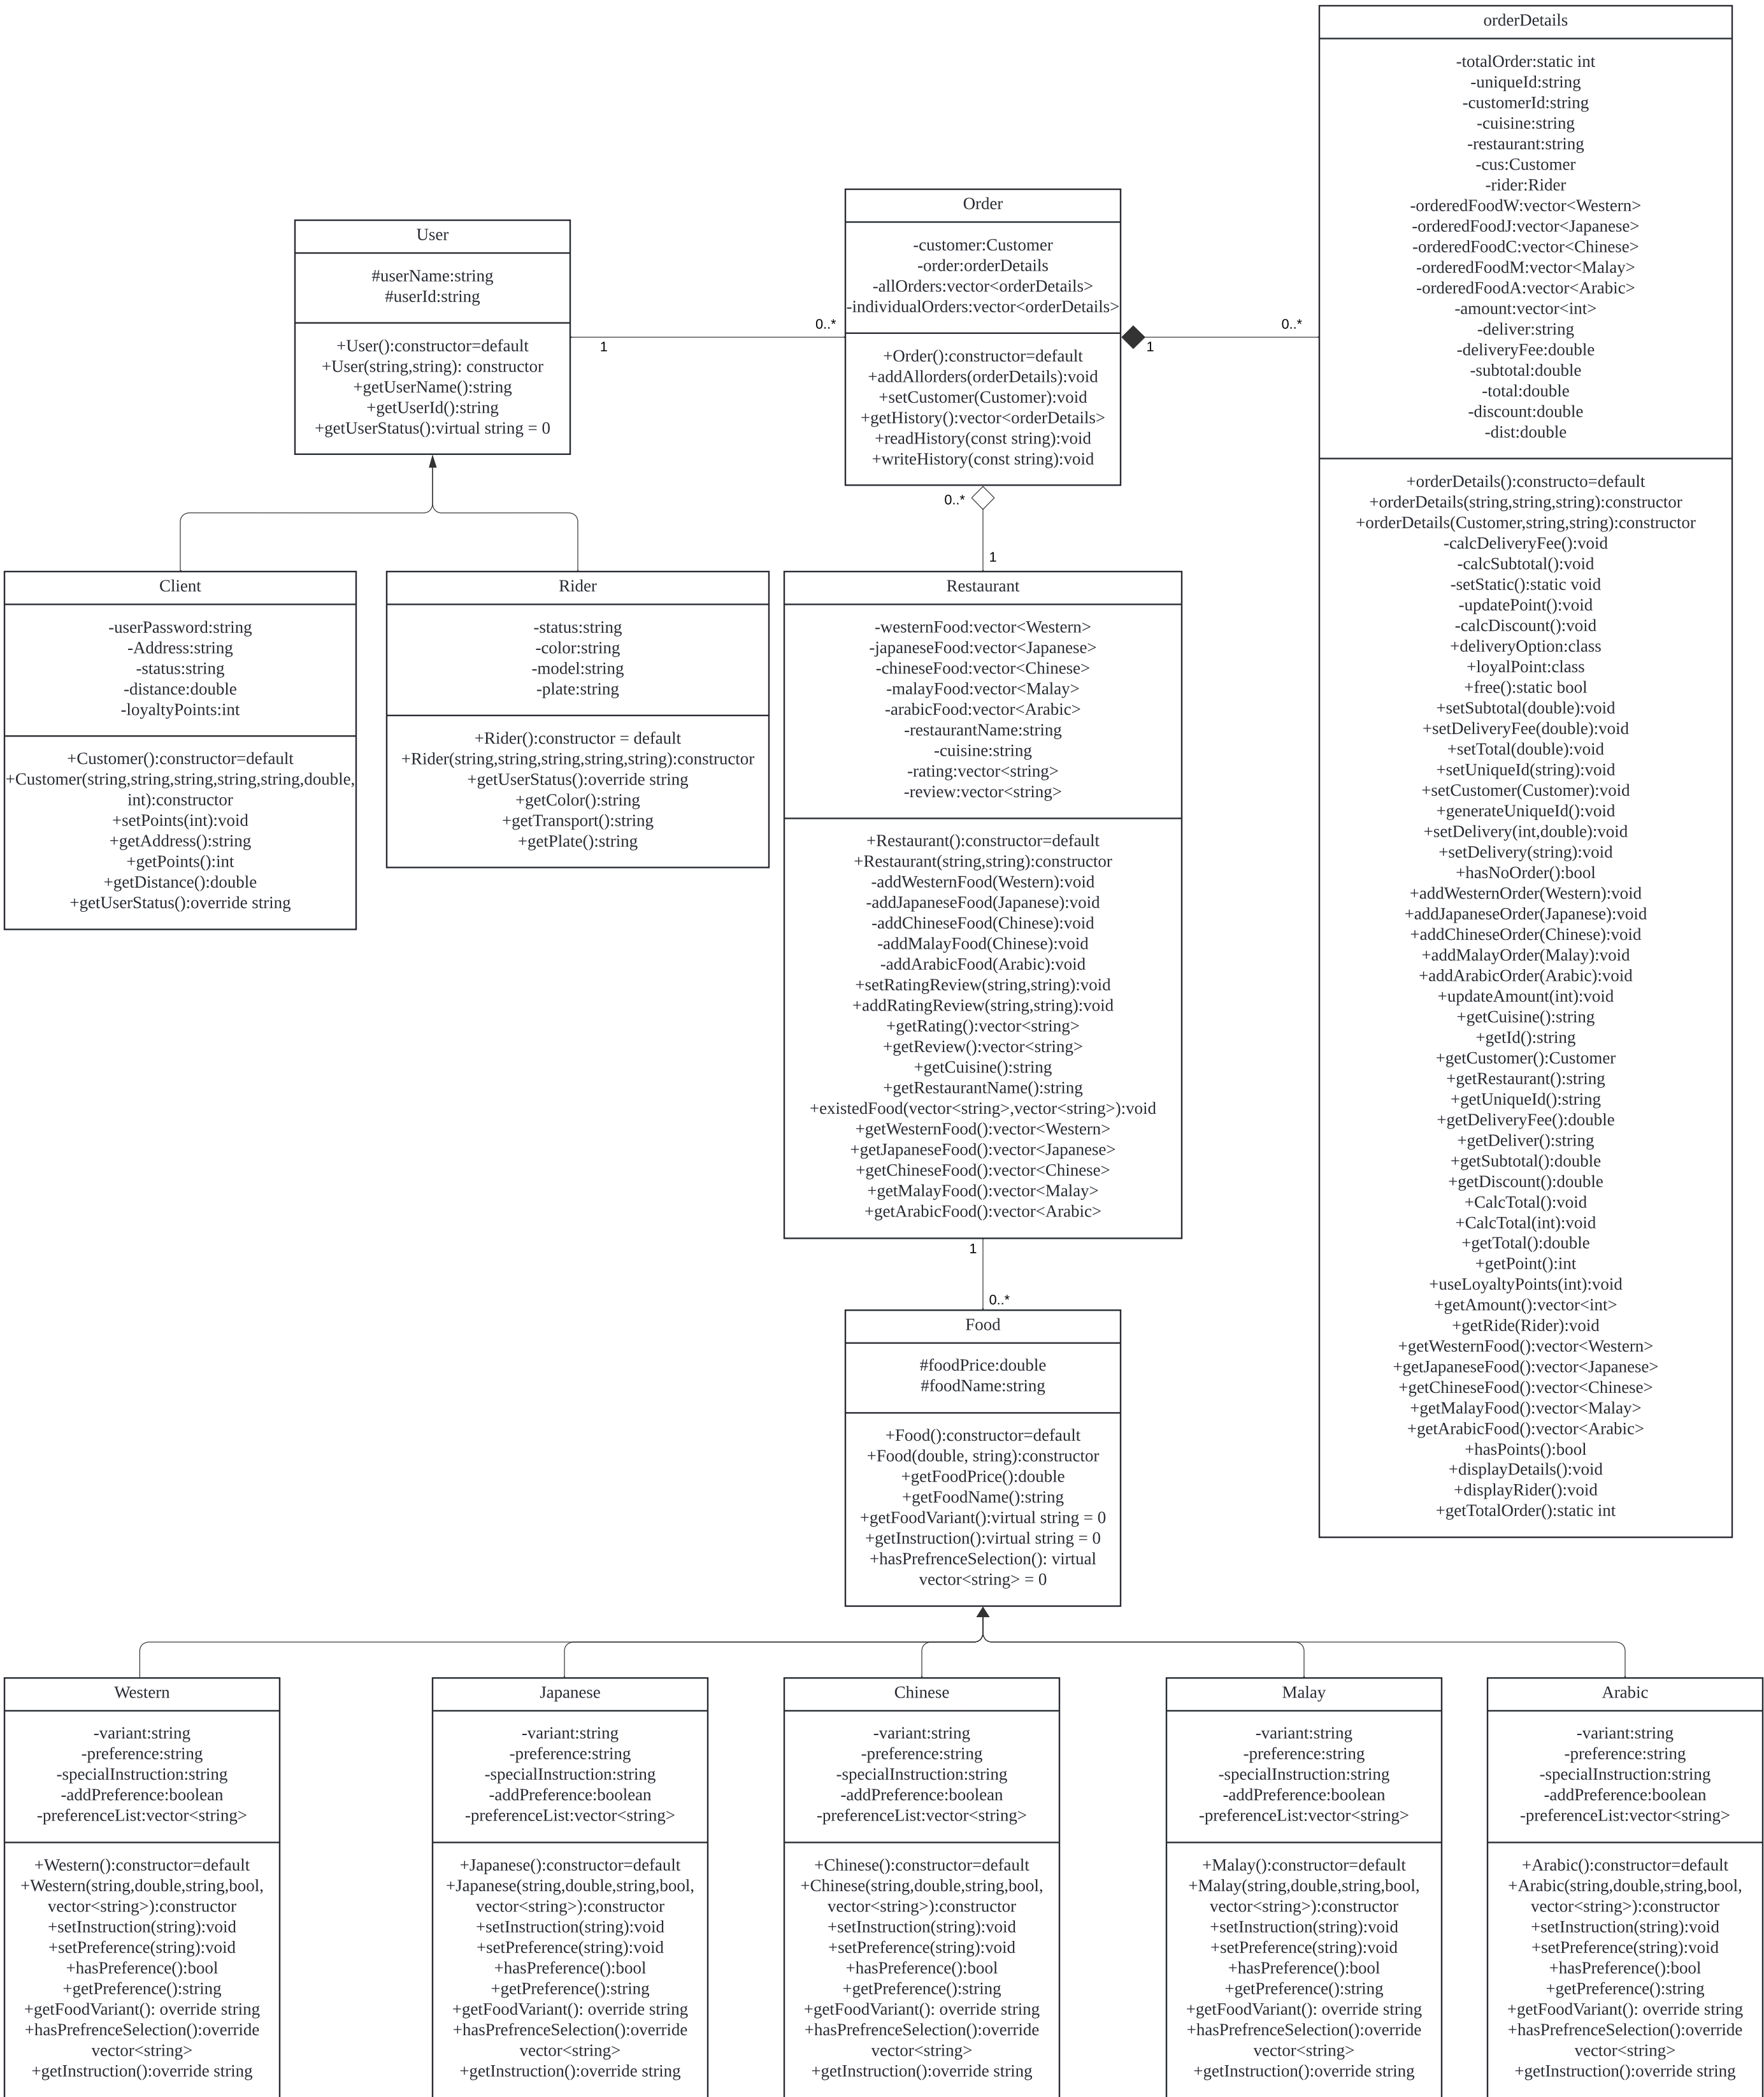 orderDetails
-totalOrder:static int
-uniqueId:string
-customerId:string
-cuisine:string
-restaurant:string
-cus:Customer
-rider:Rider
-orderedFoodW:vector<Western>
-orderedFoodJ:vector<Japanese>
-orderedFoodC:vector<Chinese>
-orderedFoodM:vector<Malay>
-orderedFoodA:vector<Arabic>
-amount:vector<int>
-deliver:string
-deliveryFee:double
-subtotal:double
-total:double
-discount:double
-dist:double
+orderDetails():constructo=default
+orderDetails(string,string,string):constructor
+orderDetails(Customer,string,string):constructor
-calcDeliveryFee():void
-calcSubtotal():void
-setStatic():static void
-updatePoint():void
-calcDiscount():void
+deliveryOption:class
+loyalPoint:class
+free():static bool
+setSubtotal(double):void
+setDeliveryFee(double):void
+setTotal(double):void
+setUniqueId(string):void
+setCustomer(Customer):void
+generateUniqueId():void
+setDelivery(int,double):void
+setDelivery(string):void
+hasNoOrder():bool
+addWesternOrder(Western):void
+addJapaneseOrder(Japanese):void
+addChineseOrder(Chinese):void
+addMalayOrder(Malay):void
+addArabicOrder(Arabic):void
+updateAmount(int):void
+getCuisine():string
+getId():string
+getCustomer():Customer
+getRestaurant():string
+getUniqueId():string
+getDeliveryFee():double
+getDeliver():string
+getSubtotal():double
+getDiscount():double
+CalcTotal():void
+CalcTotal(int):void
+getTotal():double
+getPoint():int
+useLoyaltyPoints(int):void
+getAmount():vector<int>
+getRide(Rider):void
+getWesternFood():vector<Western>
+getJapaneseFood():vector<Japanese>
+getChineseFood():vector<Chinese>
+getMalayFood():vector<Malay>
+getArabicFood():vector<Arabic>
+hasPoints():bool
+displayDetails():void
+displayRider():void
+getTotalOrder():static int
Order
-customer:Customer
-order:orderDetails
-allOrders:vector<orderDetails>
-individualOrders:vector<orderDetails>
+Order():constructor=default
+addAllorders(orderDetails):void
+setCustomer(Customer):void
+getHistory():vector<orderDetails>
+readHistory(const string):void
+writeHistory(const string):void
User
#userName:string
#userId:string
+User():constructor=default
+User(string,string): constructor
+getUserName():string
+getUserId():string
+getUserStatus():virtual string = 0
1
0..*
1
0..*
0..*
1
Client
-userPassword:string
-Address:string
-status:string
-distance:double
-loyaltyPoints:int
+Customer():constructor=default
+Customer(string,string,string,string,string,double,
int):constructor
+setPoints(int):void
+getAddress():string
+getPoints():int
+getDistance():double
+getUserStatus():override string
Rider
-status:string
-color:string
-model:string
-plate:string
+Rider():constructor = default
+Rider(string,string,string,string,string):constructor
+getUserStatus():override string
+getColor():string
+getTransport():string
+getPlate():string
Restaurant
-westernFood:vector<Western>
-japaneseFood:vector<Japanese>
-chineseFood:vector<Chinese>
-malayFood:vector<Malay>
-arabicFood:vector<Arabic>
-restaurantName:string
-cuisine:string
-rating:vector<string>
-review:vector<string>
+Restaurant():constructor=default
+Restaurant(string,string):constructor
-addWesternFood(Western):void
-addJapaneseFood(Japanese):void
-addChineseFood(Chinese):void
-addMalayFood(Chinese):void
-addArabicFood(Arabic):void
+setRatingReview(string,string):void
+addRatingReview(string,string):void
+getRating():vector<string>
+getReview():vector<string>
+getCuisine():string
+getRestaurantName():string
+existedFood(vector<string>,vector<string>):void
+getWesternFood():vector<Western>
+getJapaneseFood():vector<Japanese>
+getChineseFood():vector<Chinese>
+getMalayFood():vector<Malay>
+getArabicFood():vector<Arabic>
1
0..*
Food
#foodPrice:double
#foodName:string
+Food():constructor=default
+Food(double, string):constructor
+getFoodPrice():double
+getFoodName():string
+getFoodVariant():virtual string = 0
+getInstruction():virtual string = 0
+hasPrefrenceSelection(): virtual
vector<string> = 0
Western
-variant:string
-preference:string
-specialInstruction:string
-addPreference:boolean
-preferenceList:vector<string>
+Western():constructor=default
+Western(string,double,string,bool,
vector<string>):constructor
+setInstruction(string):void
+setPreference(string):void
+hasPreference():bool
+getPreference():string
+getFoodVariant(): override string
+hasPrefrenceSelection():override
vector<string>
+getInstruction():override string
Japanese
-variant:string
-preference:string
-specialInstruction:string
-addPreference:boolean
-preferenceList:vector<string>
+Japanese():constructor=default
+Japanese(string,double,string,bool,
vector<string>):constructor
+setInstruction(string):void
+setPreference(string):void
+hasPreference():bool
+getPreference():string
+getFoodVariant(): override string
+hasPrefrenceSelection():override
vector<string>
+getInstruction():override string
Chinese
-variant:string
-preference:string
-specialInstruction:string
-addPreference:boolean
-preferenceList:vector<string>
+Chinese():constructor=default
+Chinese(string,double,string,bool,
vector<string>):constructor
+setInstruction(string):void
+setPreference(string):void
+hasPreference():bool
+getPreference():string
+getFoodVariant(): override string
+hasPrefrenceSelection():override
vector<string>
+getInstruction():override string
Malay
-variant:string
-preference:string
-specialInstruction:string
-addPreference:boolean
-preferenceList:vector<string>
+Malay():constructor=default
+Malay(string,double,string,bool,
vector<string>):constructor
+setInstruction(string):void
+setPreference(string):void
+hasPreference():bool
+getPreference():string
+getFoodVariant(): override string
+hasPrefrenceSelection():override
vector<string>
+getInstruction():override string
Arabic
-variant:string
-preference:string
-specialInstruction:string
-addPreference:boolean
-preferenceList:vector<string>
+Arabic():constructor=default
+Arabic(string,double,string,bool,
vector<string>):constructor
+setInstruction(string):void
+setPreference(string):void
+hasPreference():bool
+getPreference():string
+getFoodVariant(): override string
+hasPrefrenceSelection():override
vector<string>
+getInstruction():override string